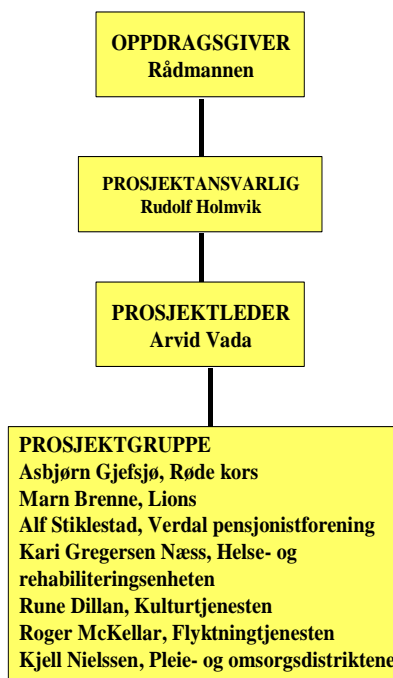 OPPDRAGSGIVER
Rådmannen
PROSJEKTANSVARLIG
Rudolf Holmvik
PROSJEKTLEDER
Arvid Vada
PROSJEKTGRUPPE
Asbjørn Gjefsjø, Røde kors
Marn Brenne, Lions
Alf Stiklestad, Verdal pensjonistforening
Kari Gregersen Næss, Helse- og
rehabiliteringsenheten
Rune Dillan, Kulturtjenesten
Roger McKellar, Flyktningtjenesten
Kjell Nielssen, Pleie- og omsorgsdistriktene